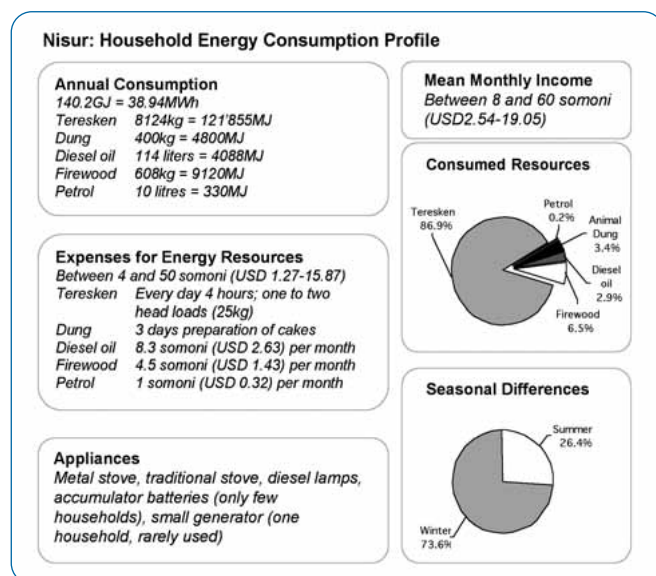 Nisur: Household Energy Consumption Profile
Annual Consumption
140.2GJ = 38.94MWh
Teresken 8124kg = 121'855MJ
Dung 400kg = 4800MJ
Diesel oil 114 liters = 4088MJ
Firewood 608kg = 9120MJ
Petrol 10 litres = 330MJ
Expenses for Energy Resources
Between 4 and 50 somoni (USD 1.27-15.87)
Teresken Every day 4 hours; one to two
head loads (25kg)
Dung 3 days preparation of cakes
Diesel oil 8.3 somoni (USD 2.63) per month
Firewood 4.5 somoni (USD 1.43) per month
Petrol 1 somoni (USD 0.32) per month
Appliances
Metal stove, traditional stove, diesel lamps,
accumulator batteries (only few
households), small generator (one
household, rarely used)
Mean Monthly Income
Between 8 and 60 somoni
(USD2.54-19.05)
Consumed Resources
Teresken
86.9%
Petrol
0.2%
Animal
Dung
3.4%
Diesel
oil
2.9%
Firewood
6.5%
Seasonal Differences
Summer
26.4%
Winter
73.6%